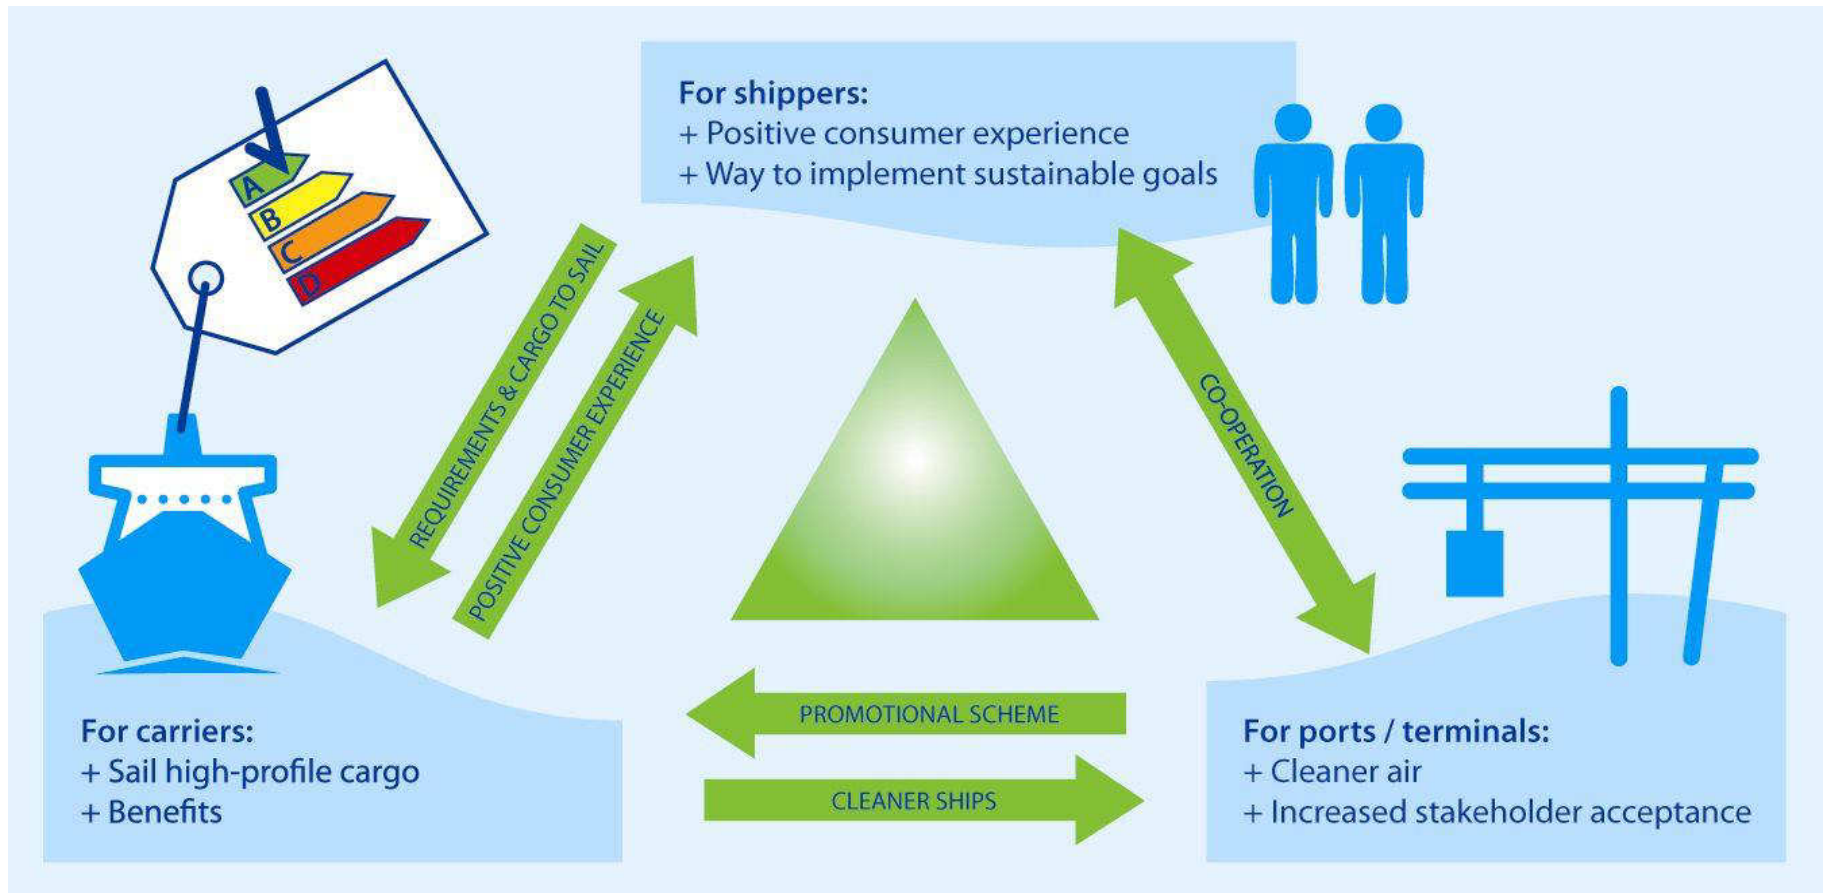 For shippers:
+ Positive consumer experience
+ Way to implement sustainable goals
A
B
C
D
REQUIREMENTS & CARGO TO SAIL
POSITIVE CONSUMER EXPERIENCE
CO-OPERATION
PROMOTIONAL SCHEME
CLEANER SHIPS
For carriers:
+ Sail high-profile cargo
+ Benefits
For ports / terminals:
+ Cleaner air
+ Increased stakeholder acceptance